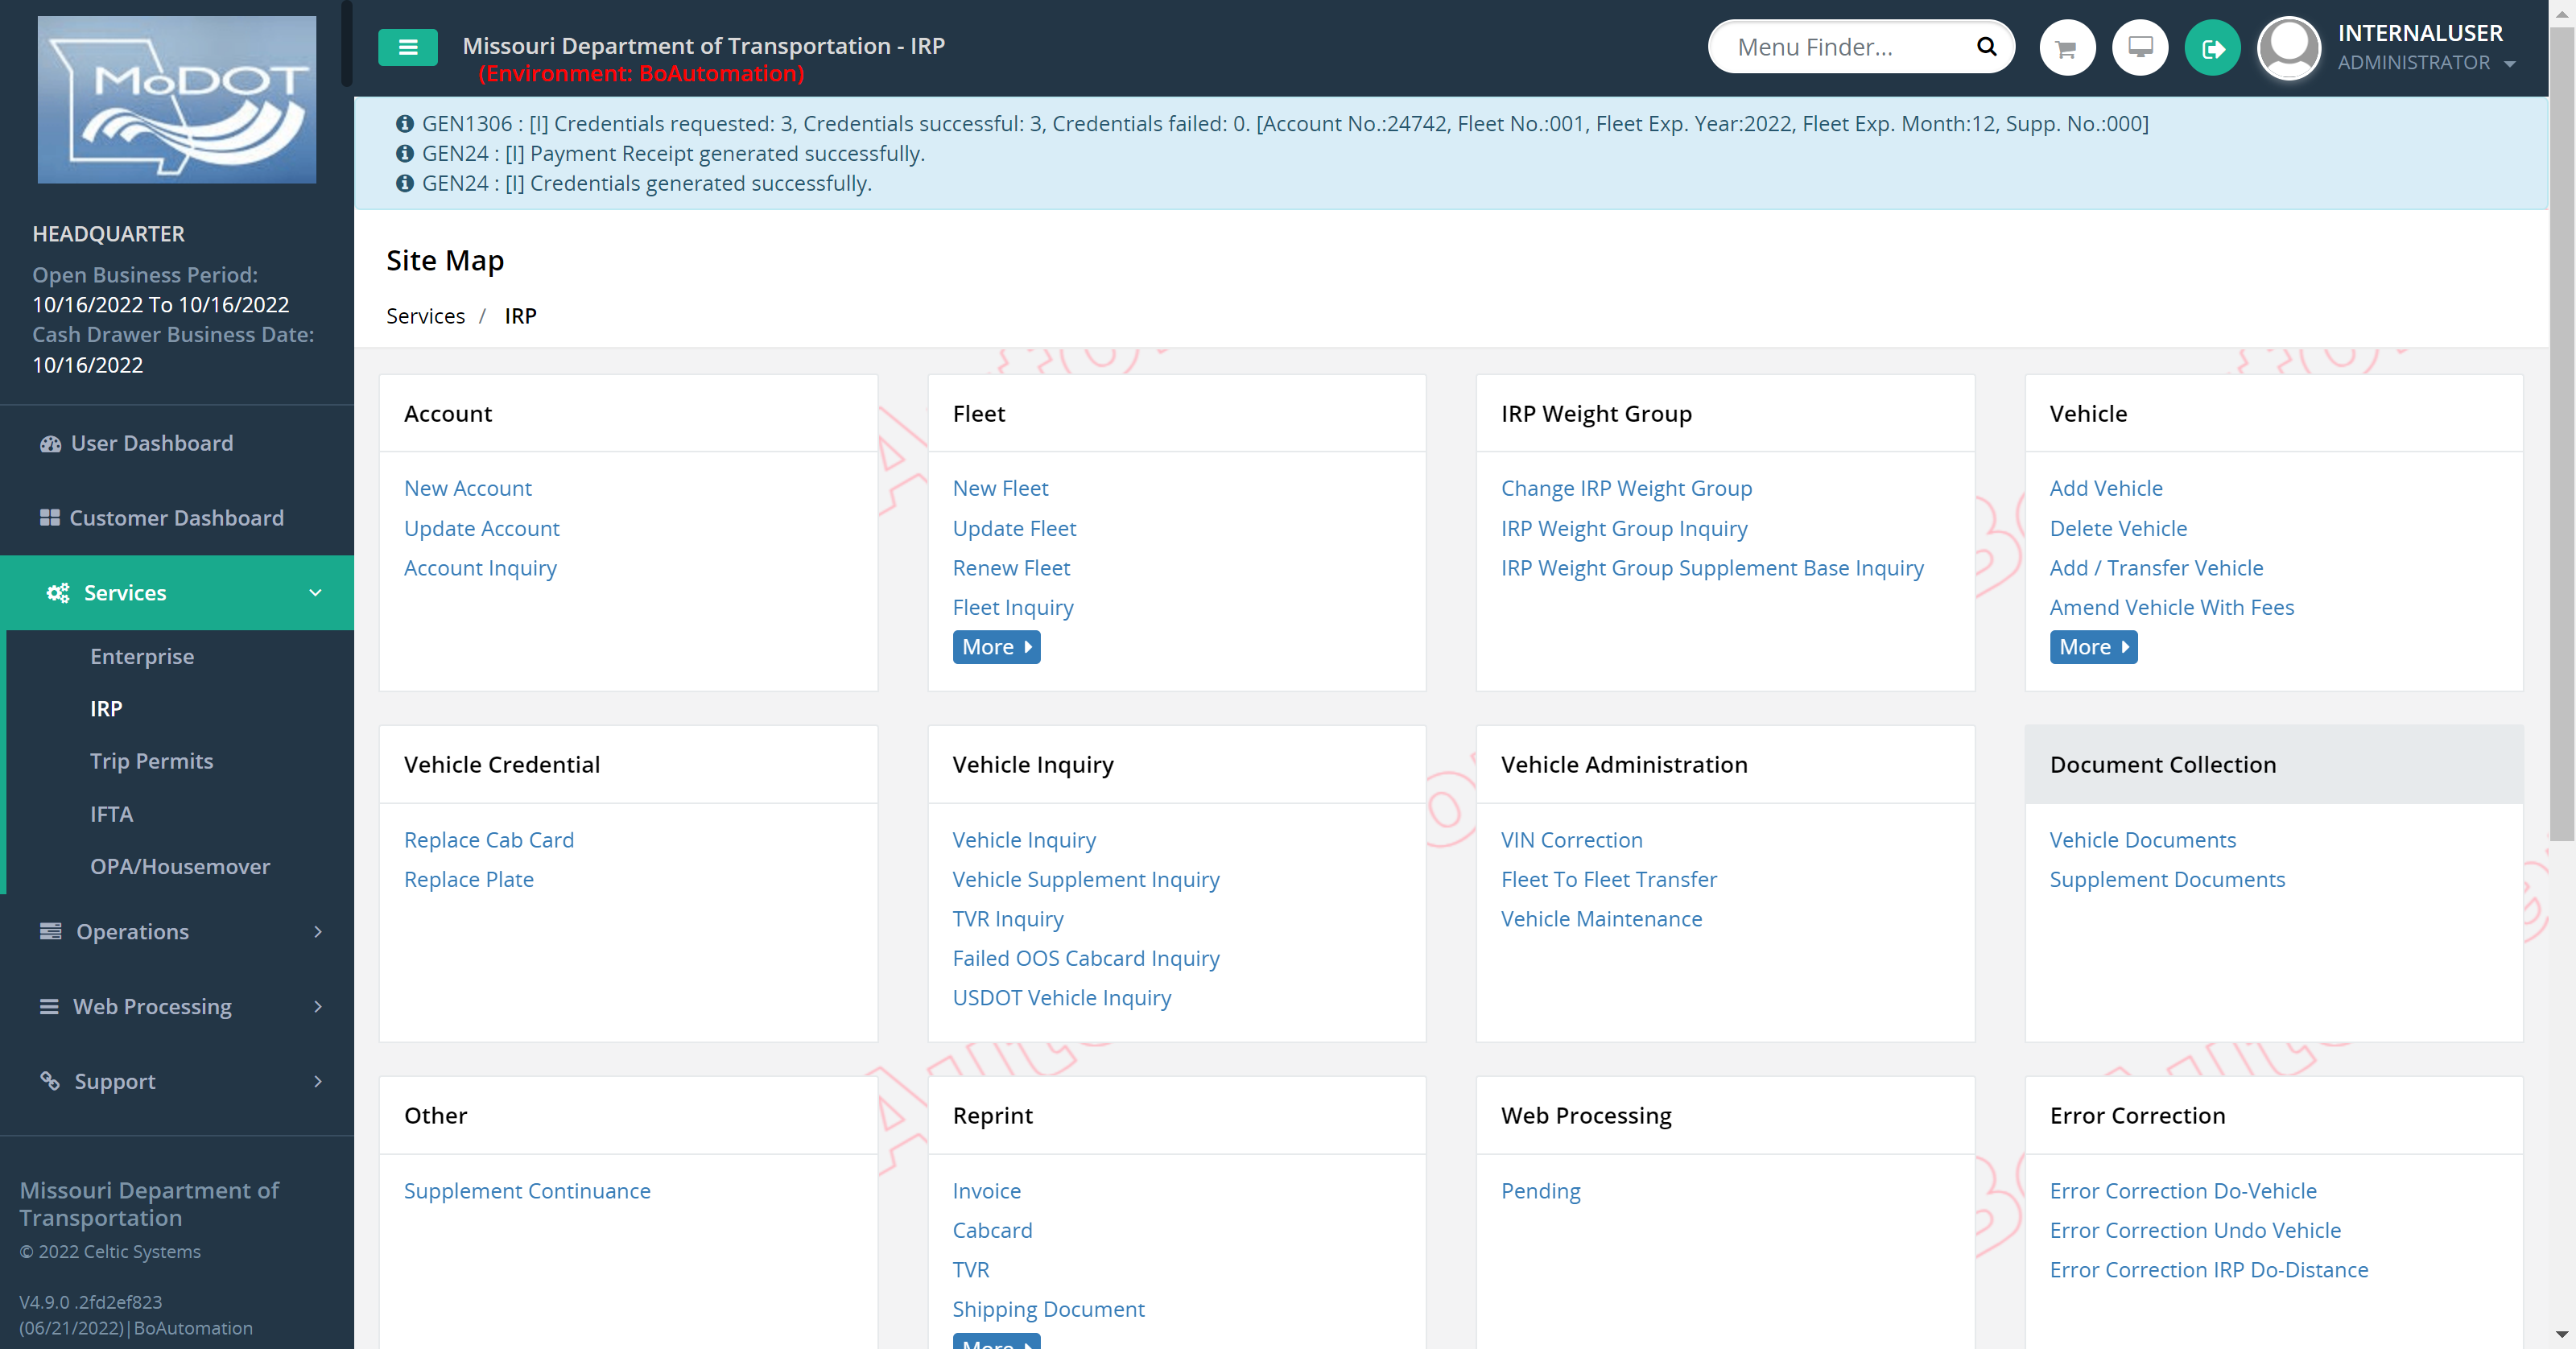 MoDOT
HEADQUARTER
Open Business Period:
10/16/2022 To 10/16/2022
Cash Drawer Business Date:
10/16/2022
User Dashboard
Customer Dashboard
Services
Enterprise
IRP
Trip Permits
IFTA
OPA/Housemover
Operations
Web Processing
Support
Missouri Department of
Transportation
© 2022 Celtic Systems
V4.9.0 .2fd2ef823
(06/21/2022)|BoAutomation
Missouri Department of Transportation - IRP
(Environment: BoAutomation)
Menu Finder...
INTERNALUSER
ADMINISTRATOR
GEN1306 : [I] Credentials requested: 3, Credentials successful: 3, Credentials failed: 0. [Account No.:24742, Fleet No.:001, Fleet Exp. Year:2022, Fleet Exp. Month:12, Supp. No.:000]
GEN24 : [I] Payment Receipt generated successfully.
GEN24 : [I] Credentials generated successfully.
Site Map
Services / IRP
Account
New Account
Update Account
Account Inquiry
Fleet
New Fleet
Update Fleet
Renew Fleet
Fleet Inquiry
More
IRP Weight Group
Change IRP Weight Group
IRP Weight Group Inquiry
IRP Weight Group Supplement Base Inquiry
Vehicle
Add Vehicle
Delete Vehicle
Add / Transfer Vehicle
Amend Vehicle With Fees
More
Vehicle Credential
Replace Cab Card
Replace Plate
Vehicle Inquiry
Vehicle Inquiry
Vehicle Supplement Inquiry
TVR Inquiry
Failed OOS Cabcard Inquiry
USDOT Vehicle Inquiry
Vehicle Administration
VIN Correction
Fleet To Fleet Transfer
Vehicle Maintenance
Document Collection
Vehicle Documents
Supplement Documents
Other
Supplement Continuance
Reprint
Invoice
Cabcard
TVR
Shipping Document
More
Web Processing
Pending
Error Correction
Error Correction Do-Vehicle
Error Correction Undo Vehicle
Error Correction IRP Do-Distance